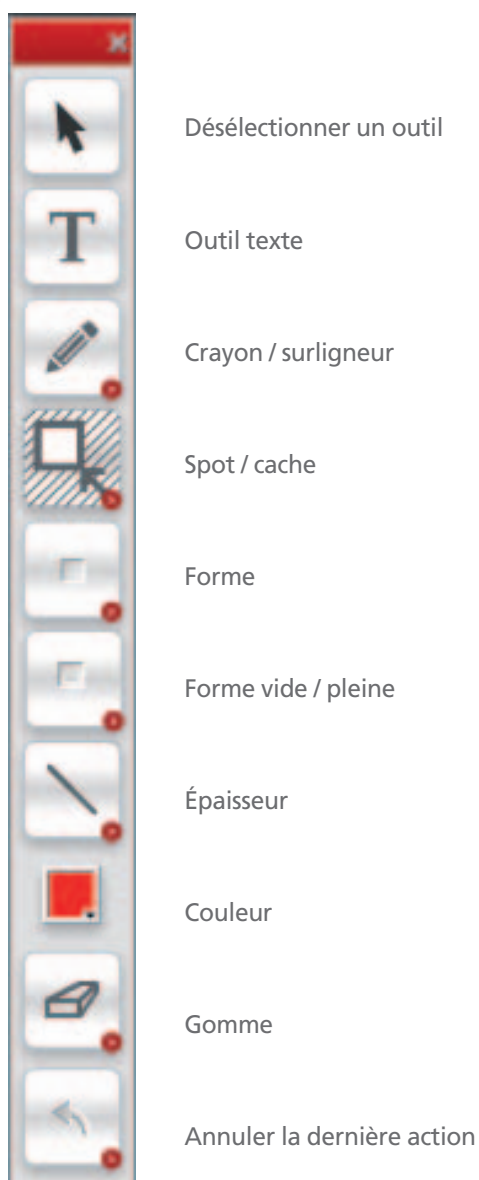 Désélectionner un outil
T
Outil texte
Crayon / surligneur
Spot / cache
Forme
Forme vide / pleine
Épaisseur
Couleur
Gomme
Annuler la dernière action